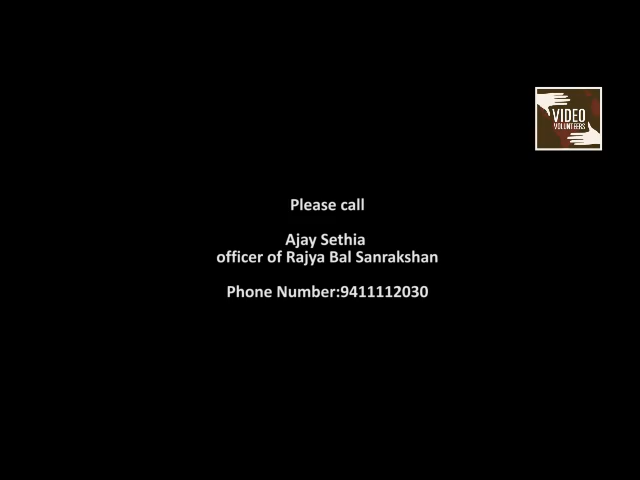 VIDEO
VOLUNTEERS
Please call
Ajay Sethia
officer of Rajya Bal Sanrakshan
Phone Number:9411112030